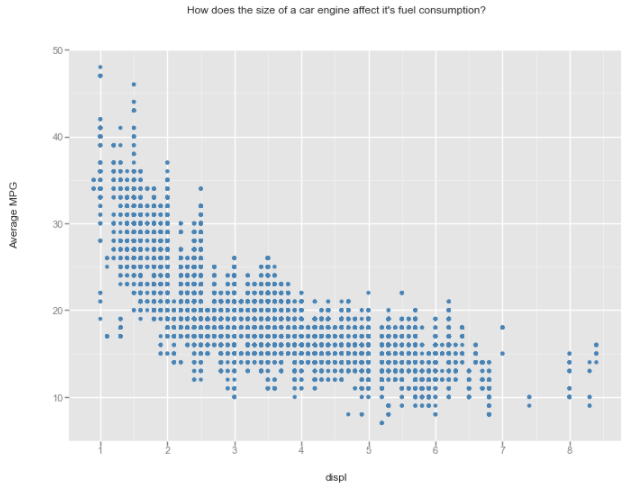 How does the size of a car engine affect it's fuel consumption?
50
40
30
20
10
Average MPG
1 2 3 4 5 6 7 8
displ